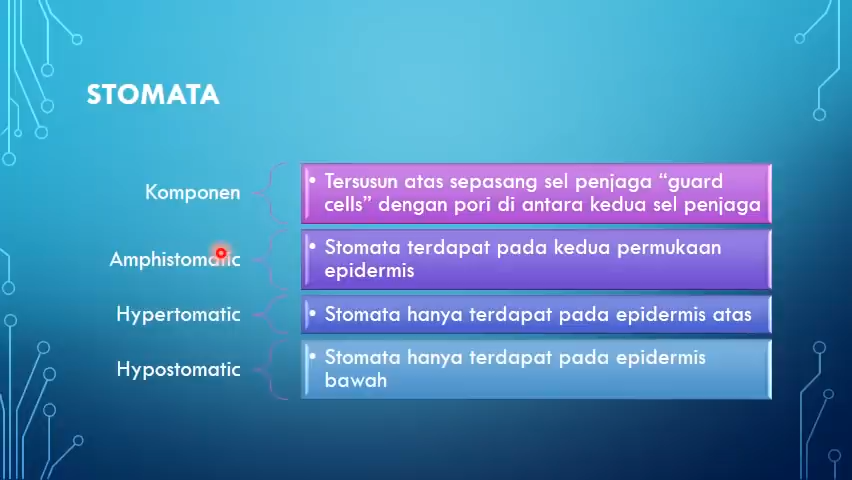 STOMATA
Komponen
• Tersusun atas sepasang sel penjaga “guard
cells” dengan pori di antara kedua sel penjaga
Amphistomatic
• Stomata terdapat pada kedua permukaan
epidermis
Hypertomatic
• Stomata hanya terdapat pada epidermis atas
Hypostomatic
• Stomata hanya terdapat pada epidermis
bawah